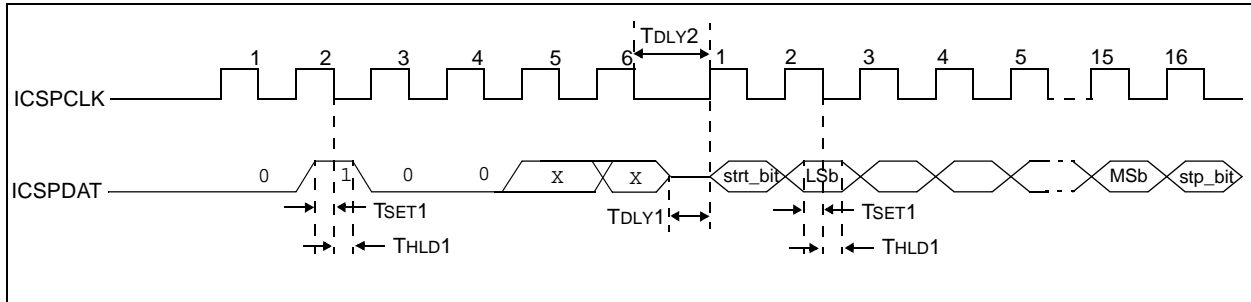 TDLY2
1 2 3 4 5 6 1 2 3 4 5 15 16
ICSPCLK
ICSPDAT
0 1 0 0 x x strt_bit LSb MSb stp_bit
TSET1 TDLY1 TSET1
THLD1 THLD1